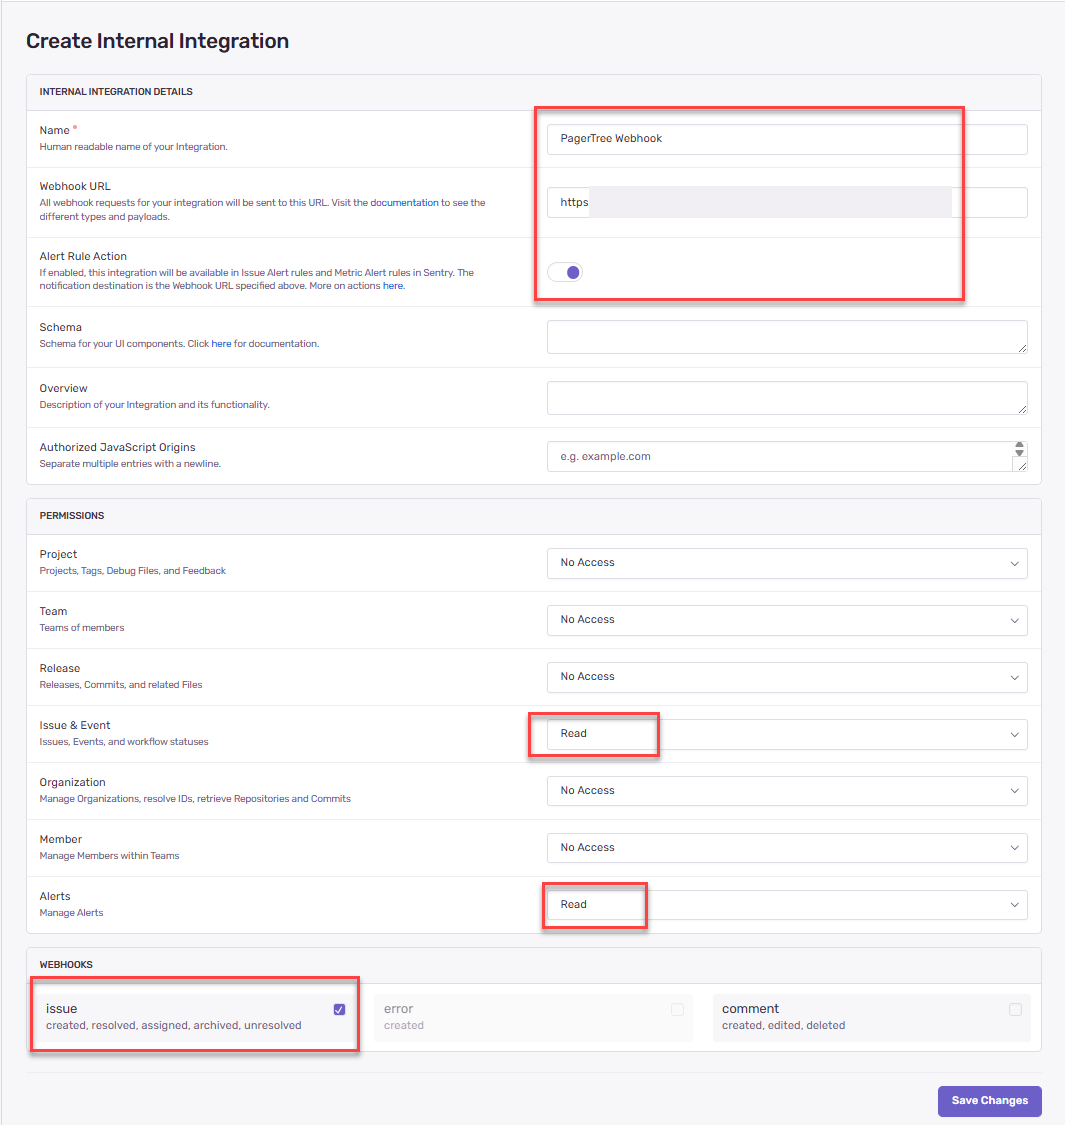 Create Internal Integration
INTERNAL INTEGRATION DETAILS
Name *
Human readable name of your Integration.
PagerTree Webhook
Webhook URL
All webhook requests for your integration will be sent to this URL. Visit the documentation to see the
different types and payloads.
https
Alert Rule Action
If enabled, this integration will be available in Issue Alert rules and Metric Alert rules in Sentry. The
notification destination is the Webhook URL specified above. More on actions here.
Schema
Schema for your UI components. Click here for documentation.
Overview
Description of your Integration and its functionality.
Authorized JavaScript Origins
Separate multiple entries with a newline.
e.g. example.com
PERMISSIONS
Project
Projects, Tags, Debug Files, and Feedback
No Access
Team
Teams of members
No Access
Release
Releases, Commits, and related Files
No Access
Issue & Event
Issues, Events, and workflow statuses
Read
Organization
Manage Organizations, resolve IDs, retrieve Repositories and Commits
No Access
Member
Manage Members within Teams
No Access
Alerts
Manage Alerts
Read
WEBHOOKS
issue
created, resolved, assigned, archived, unresolved
error
created
comment
created, edited, deleted
Save Changes